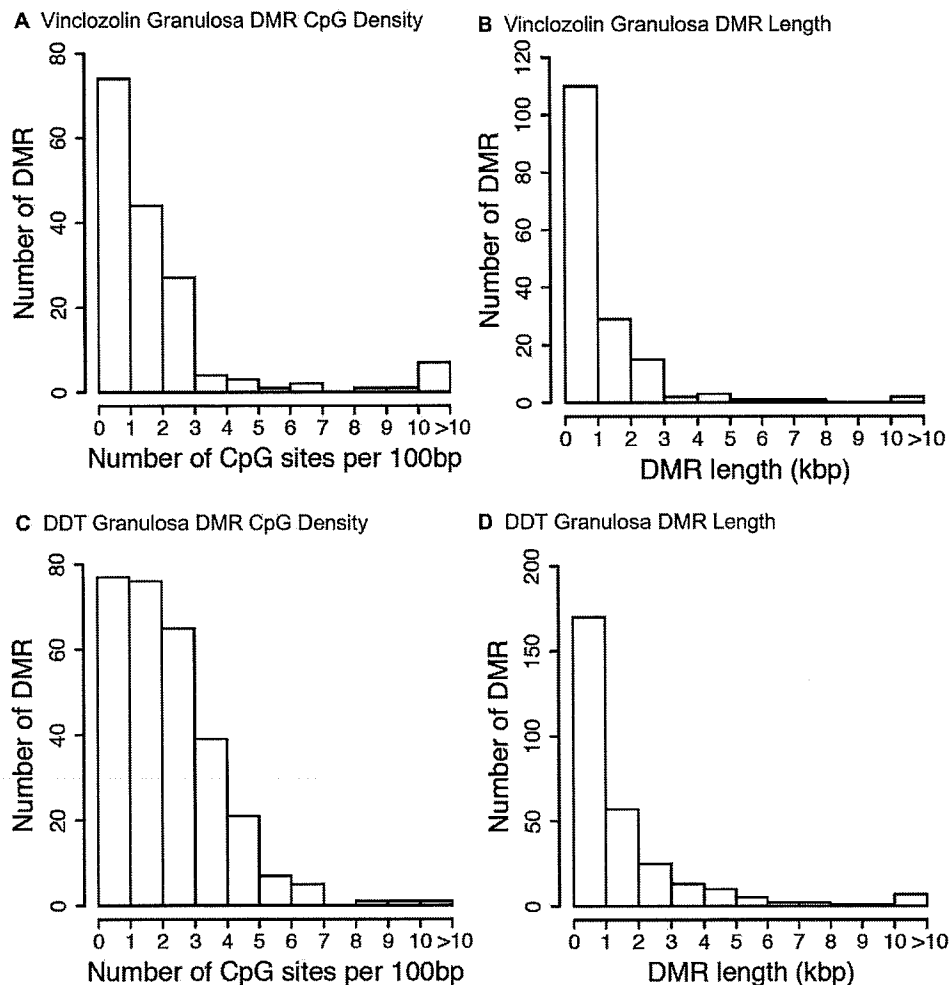 A Vinclozolin Granulosa DMR CpG Density
80
60
40
20
0
Number of DMR
0 1 2 3 4 5 6 7 8 9 10 >10
Number of CpG sites per 100bp
B Vinclozolin Granulosa DMR Length
120
100
80
60
40
20
0
Number of DMR
0 1 2 3 4 5 6 7 8 9 10 >10
DMR length (kbp)
C DDT Granulosa DMR CpG Density
80
60
40
20
0
Number of DMR
0 1 2 3 4 5 6 7 8 9 10 >10
Number of CpG sites per 100bp
D DDT Granulosa DMR Length
200
150
100
50
0
Number of DMR
0 1 2 3 4 5 6 7 8 9 10 >10
DMR length (kbp)